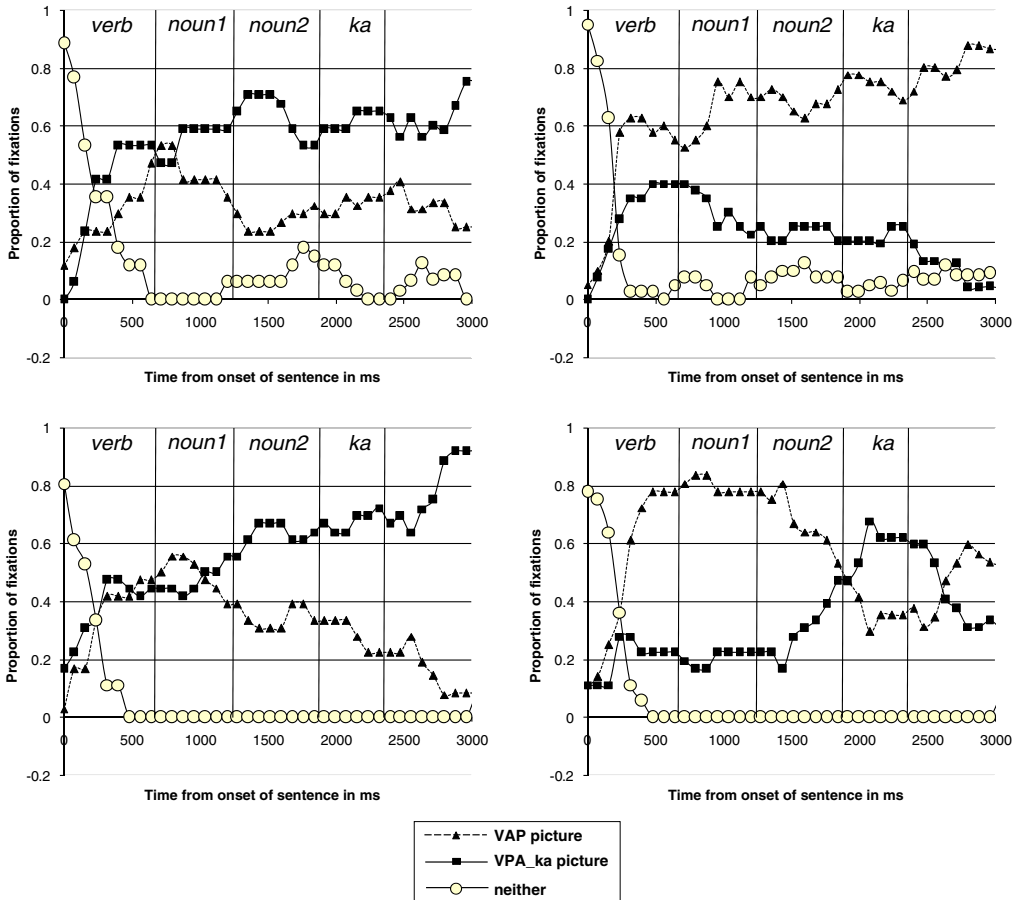 verb noun1 noun2 ka
1
0.8
0.6
0.4
0.2
0
-0.2
0 500 1000 1500 2000 2500 3000
Proportion of fixations
Time from onset of sentence in ms
verb noun1 noun2 ka
1
0.8
0.6
0.4
0.2
0
-0.2
0 500 1000 1500 2000 2500 3000
Proportion of fixations
Time from onset of sentence in ms
verb noun1 noun2 ka
1
0.8
0.6
0.4
0.2
0
-0.2
0 500 1000 1500 2000 2500 3000
Proportion of fixations
Time from onset of sentence in ms
verb noun1 noun2 ka
1
0.8
0.6
0.4
0.2
0
-0.2
0 500 1000 1500 2000 2500 3000
Proportion of fixations
Time from onset of sentence in ms
VAP picture
VPA_ka picture
neither